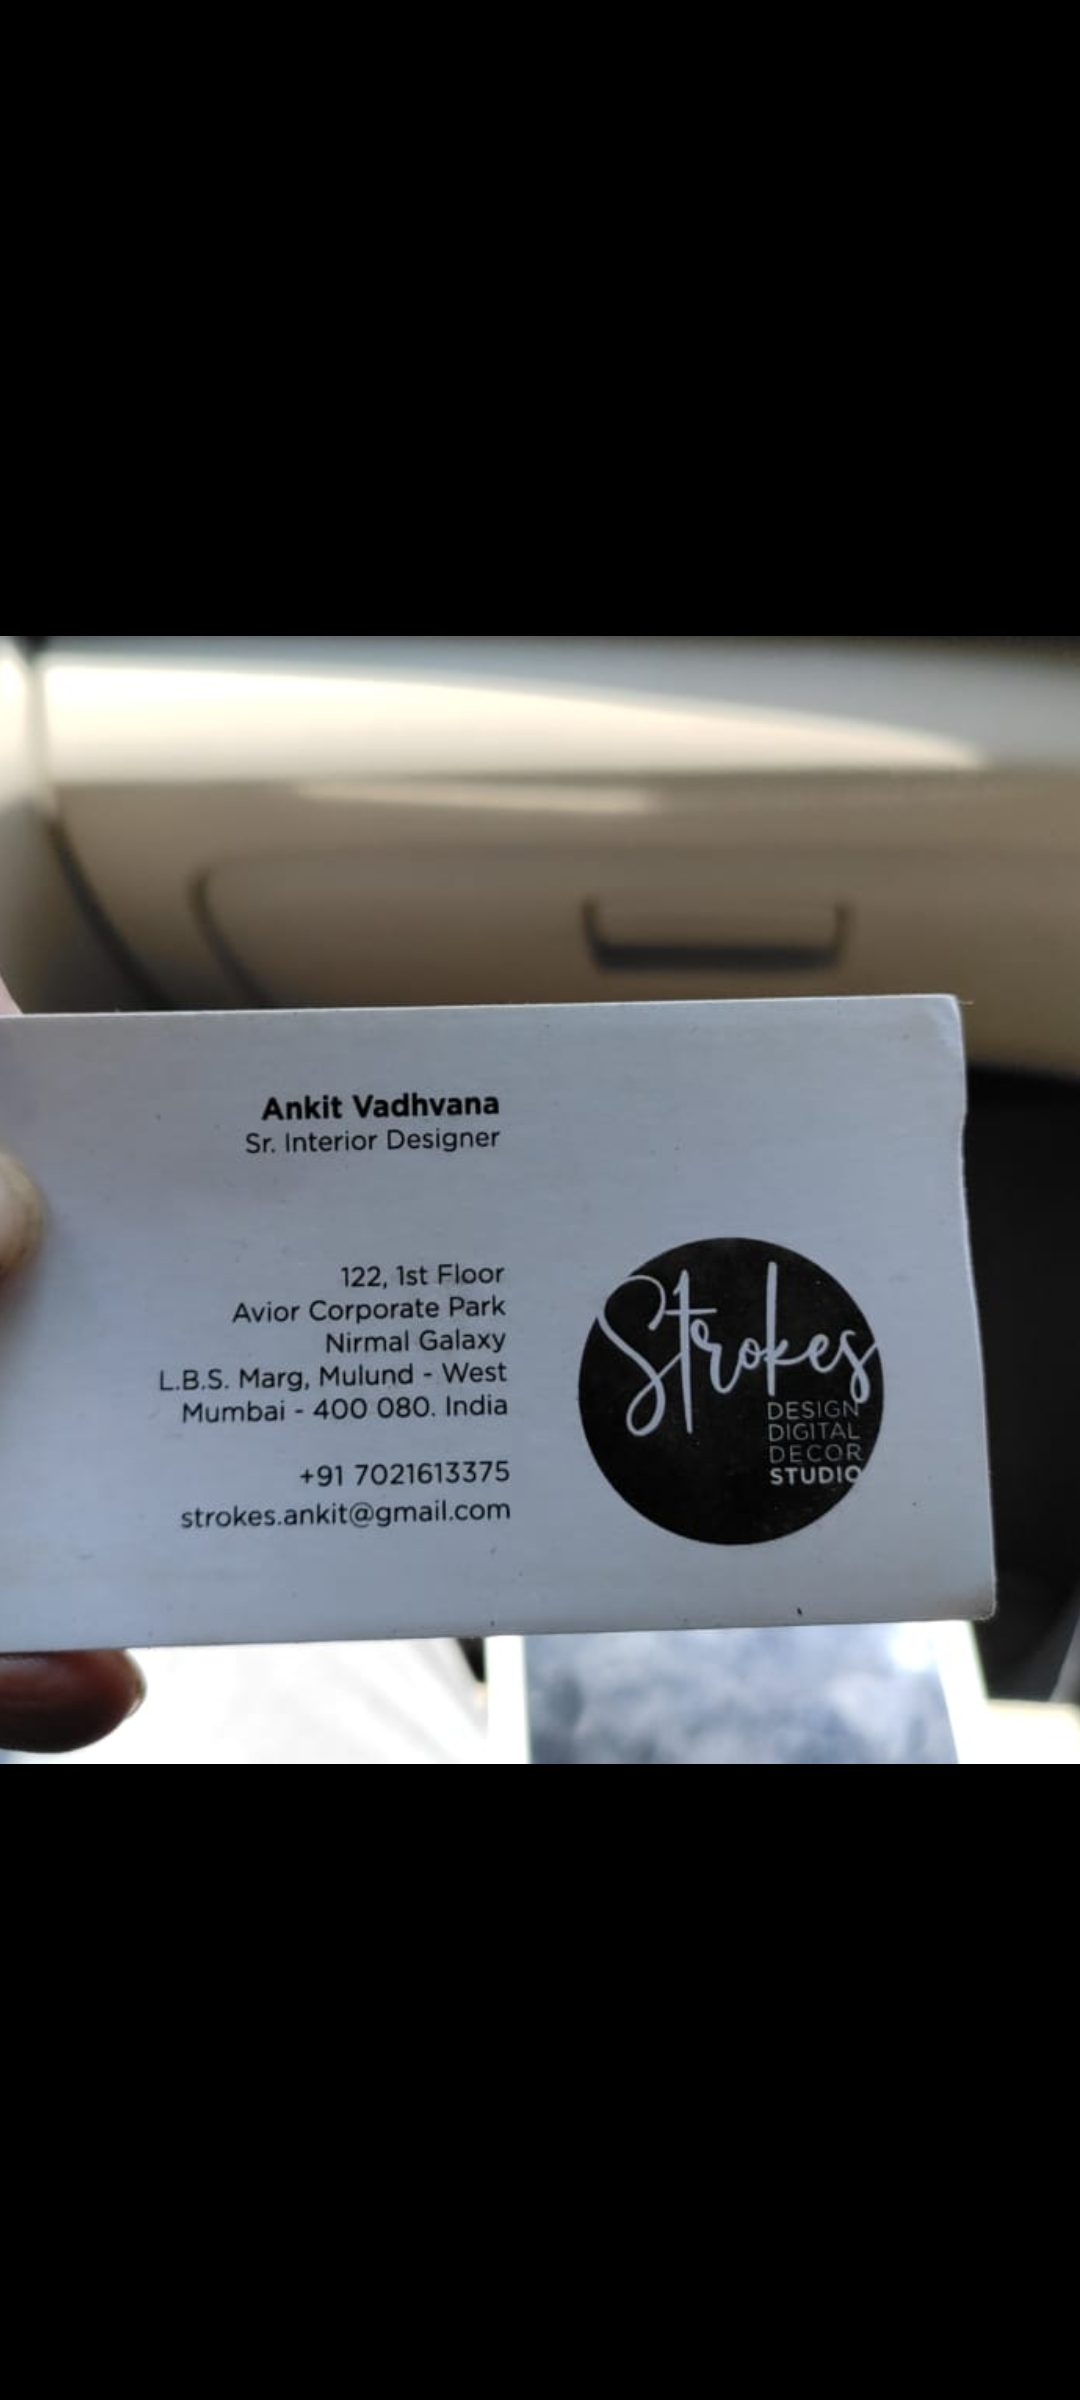 Ankit Vadhvana
Sr. Interior Designer
122, 1st Floor
Avior Corporate Park
Nirmal Galaxy
L.B.S. Marg, Mulund - West
Mumbai - 400 080. India
+91 7021613375
strokes.ankit@gmail.com
Strokes
DESIGN
DIGITAL
DECOR
STUDIO